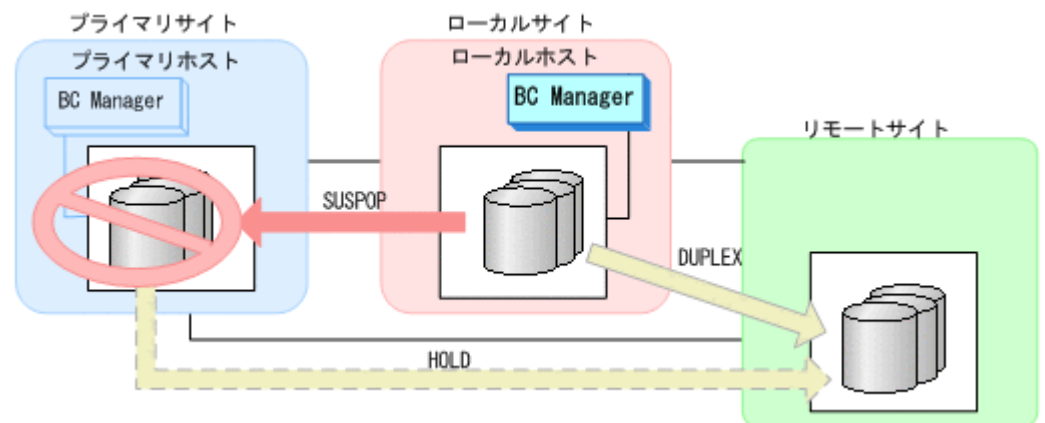 プライマリサイト
ローカルサイト
プライマリホスト
ローカルホスト
BC Manager
BC Manager
リモートサイト
SUSPOP
DUPLEX
HOLD